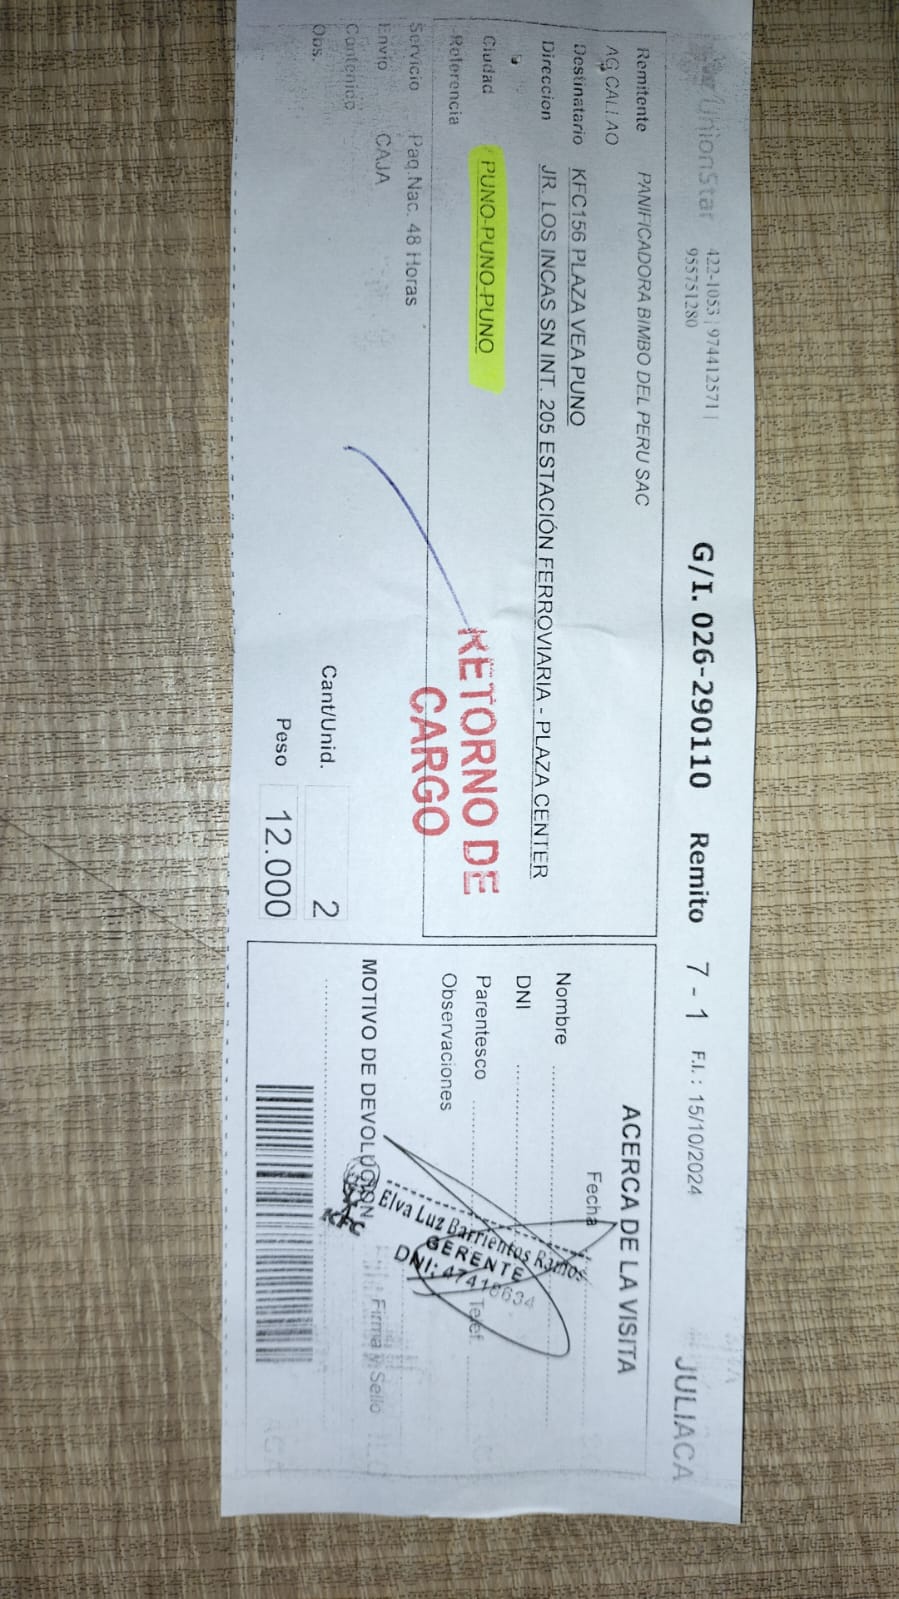 UnionStar 422-1053 | 974412571 |
955751280
G/I. 026-290110 Remito 7 - 1 F.I. : 15/10/2024
JULIACA
Remitente PANIFICADORA BIMBO DEL PERU SAC
AG CALLAO
Destinatario KFC156 PLAZA VEA PUNO
Direccion JR. LOS INCAS SN INT. 205 ESTACIÓN FERROVIARIA - PLAZA CENTER
Ciudad PUNO-PUNO-PUNO
Referencia
Servicio Paq.Nac. 48 Horas
Envio CAJA
Contenido
Obs.
RETORNO DE
CARGO
Cant/Unid. 2
Peso 12.000
ACERCA DE LA VISITA
Fecha
Nombre
DNI
Parentesco Telef.
Observaciones
MOTIVO DE DEVOLUCION
Firma y Sello
Elva Luz Barrientos Ramos
GERENTE
DNI: 47418634
KFC